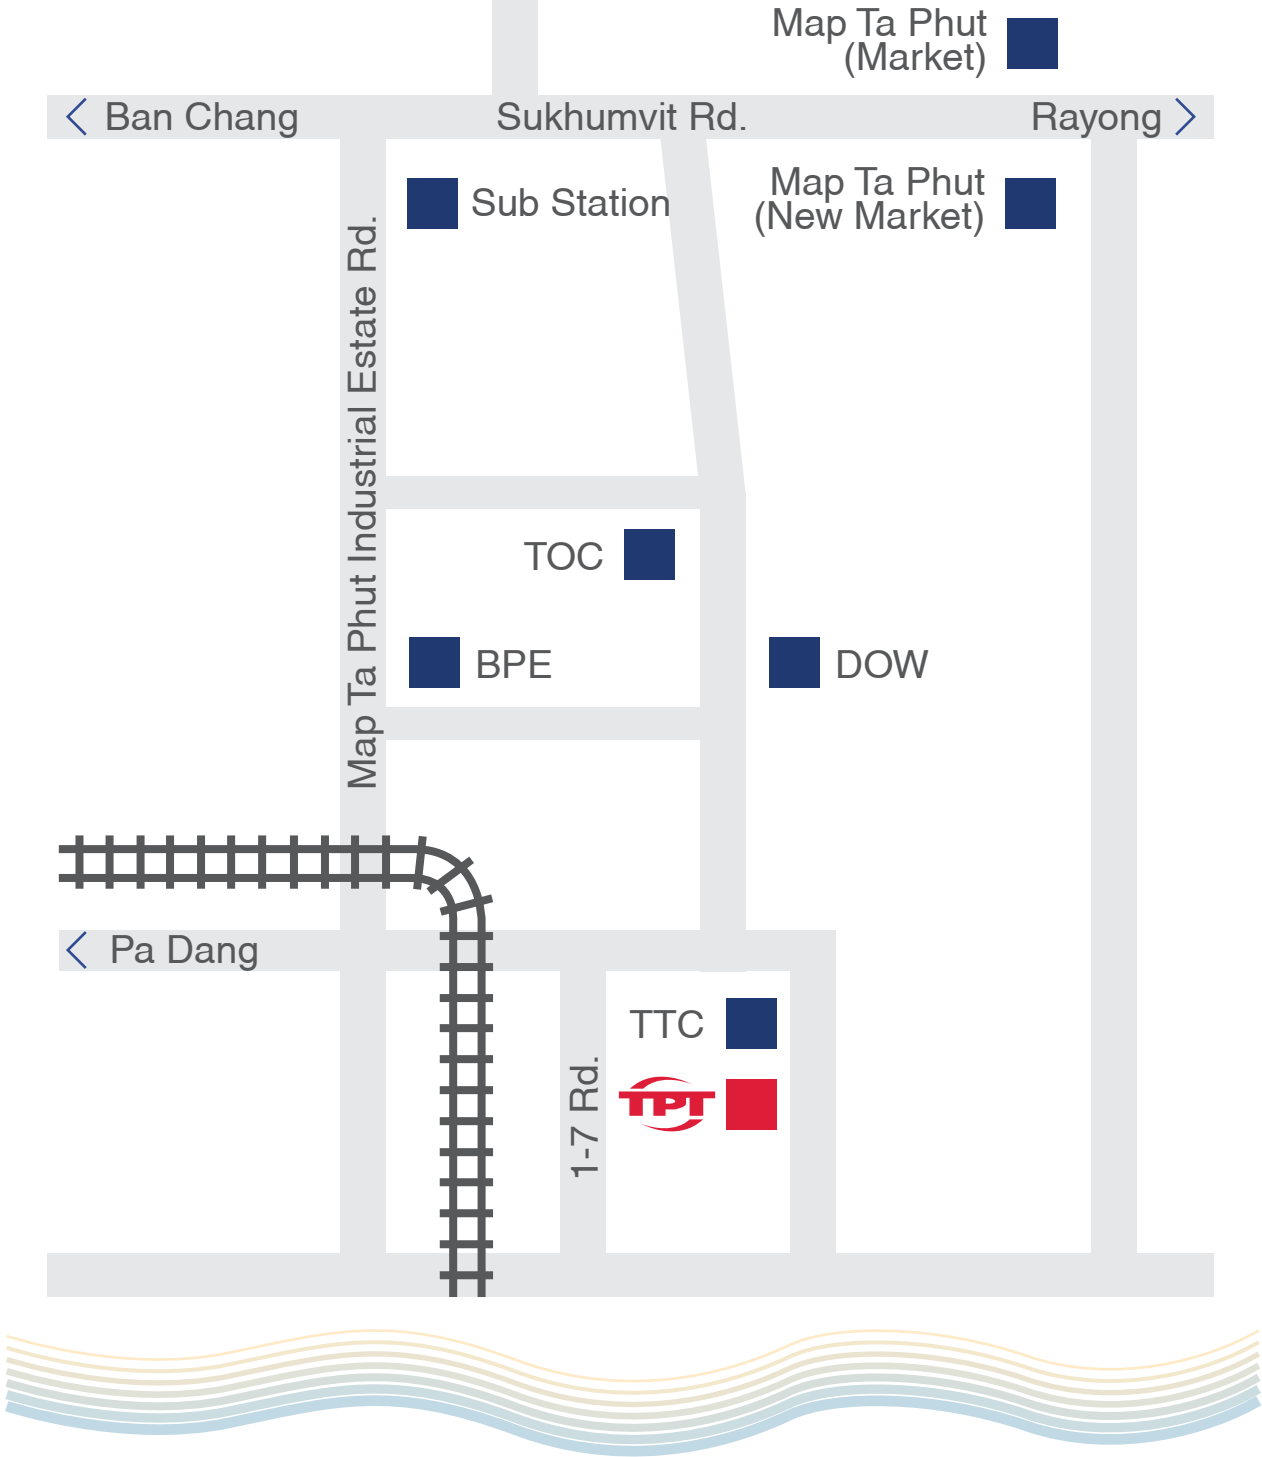 Map Ta Phut
(Market)
Ban Chang
Sukhumvit Rd.
Rayong
Sub Station
Map Ta Phut
(New Market)
Map Ta Phut Industrial Estate Rd.
TOC
BPE
DOW
Pa Dang
TTC
1-7 Rd.
TPT